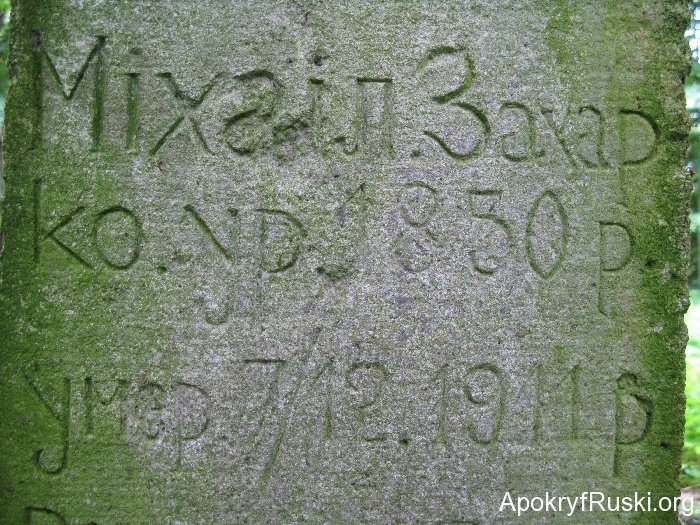 Міхаіл. Захар
ко. ур. 1850 р
умер. 7/12. 1911 р
ApokryfRuski.org